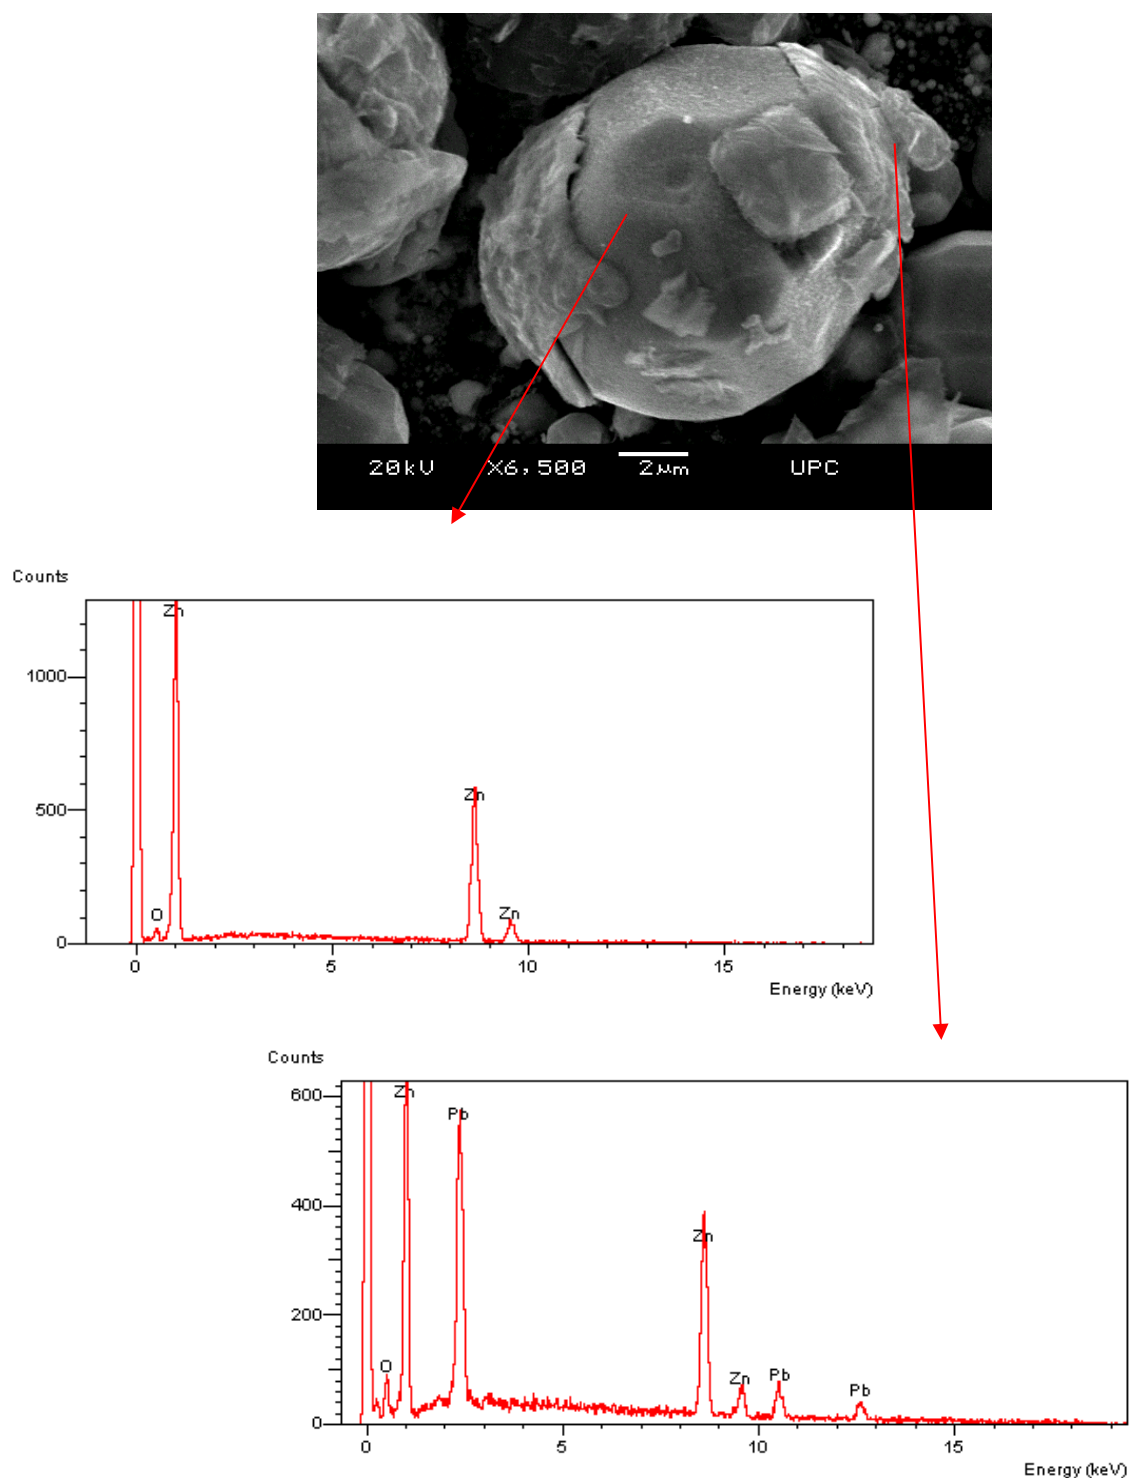 20kV X6,500 2µm UPC
Counts
Zn
1000
Zn
500
O
Zn
0
0 5 10 15
Energy (keV)
Counts
600
Zn
Pb
400
Zn
200
O
Zn
Pb
Pb
0
0 5 10 15
Energy (keV)